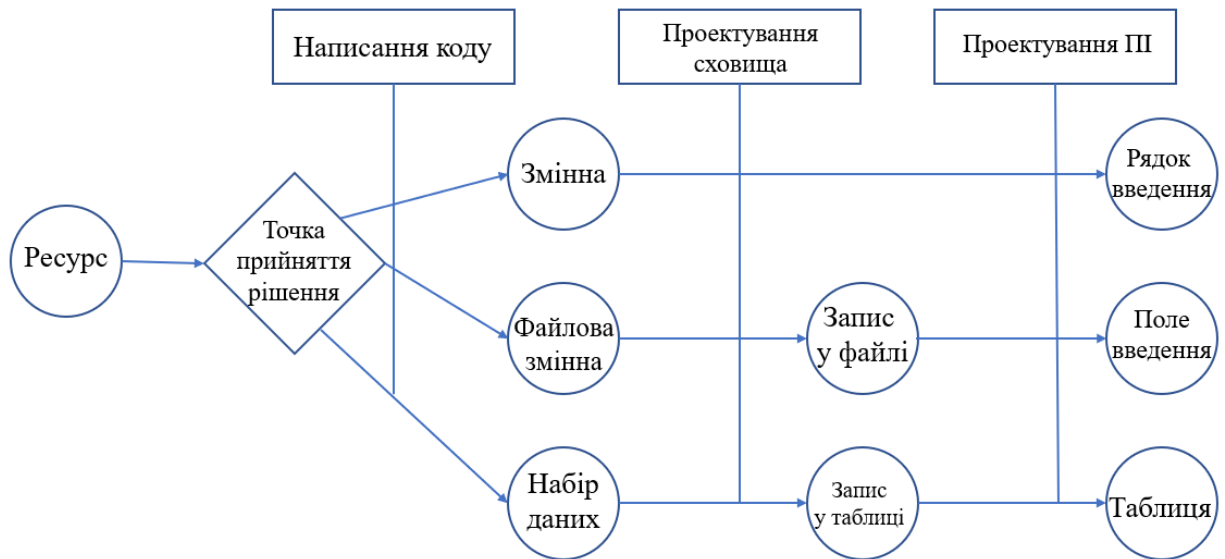 Написання коду
Проектування
сховища
Проектування ПІ
Змінна
Рядок
введення
Ресурс
Точка
прийняття
рішення
Файлова
змінна
Запис
у файлі
Поле
введення
Набір
даних
Запис
у таблиці
Таблиця